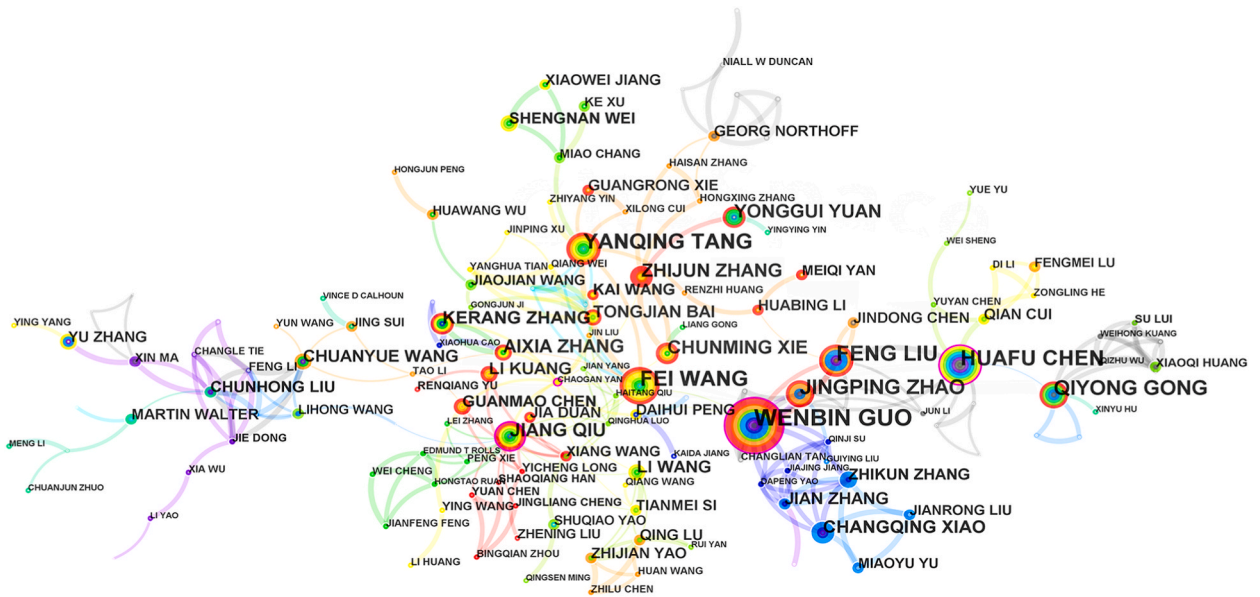 NIALL W DUNCAN
XIAOWEI JIANG
KE XU
SHENGNAN WEI
GEORG NORTHOFF
MIAO CHANG
HAISAN ZHANG
HONGJUN PENG
GUANGRONG XIE
ZHIYANG YIN
HONGXING ZHANG
YUE YU
HUAWANG WU
XILONG CUI
YONGGUI YUAN
JINPING XU
YINGYING YIN
YANQING TANG
WEI SHENG
YANGHUA TIAN
QIANG WEI
ZHIJUN ZHANG
MEIQI YAN
DI LI
FENGMEI LU
JIAOJIAN WANG
KAI WANG
RENZHI HUANG
ZONGLING HE
VINCE D CALHOUN
GONGJUN JI
TONGJIAN BAI
HUABING LI
YUYAN CHEN
YING YANG
YUN WANG
JING SUI
KERANG ZHANG
LIANG GONG
JINDONG CHEN
QIAN CUI
SU LUI
JIN LIU
WEIHONG KUANG
YU ZHANG
XIAOHUA CAO
AIXIA ZHANG
CHUNMING XIE
FENG LIU
HUAFU CHEN
QIZHU WU
XIAOQI HUANG
XIN MA
CHANGLE TIE
CHUANYUE WANG
FENG LI
TAO LI
LI KUANG
JIAN YANG
CHAOGAN YAN
FEI WANG
CHUNHONG LIU
RENQIANG YU
HAITANG QIU
JINGPING ZHAO
QIYONG GONG
GUANMAO CHEN
LIHONG WANG
JIA DUAN
DAIHUI PENG
WENBIN GUO
JUN LI
XINYU HU
MARTIN WALTER
LEI ZHANG
JIANG QIU
QINGHUA LUO
JIE DONG
MENG LI
EDMUND T ROLLS
XIANG WANG
KAIDA JIANG
QINJI SU
CHANGLIAN TAN
GUIYING LIU
PENG XIE
XIA WU
WEI CHENG
YICHENG LONG
LI WANG
JIAJING JIANG
ZHIKUN ZHANG
HONGTAO RUAN
SHAOQIANG HAN
QIANG WANG
DAPENG YAO
CHUANJUN ZHUO
YUAN CHEN
JIAN ZHANG
YING WANG
JINGLIANG CHENG
TIANMEI SI
JIANRONG LIU
LI YAO
JIANFENG FENG
SHUQIAO YAO
CHANGQING XIAO
ZHENING LIU
QING LU
RUI YAN
BINGQIAN ZHOU
ZHIJIAN YAO
LI HUANG
MIAOYU YU
HUAN WANG
QINGSEN MING
ZHILU CHEN